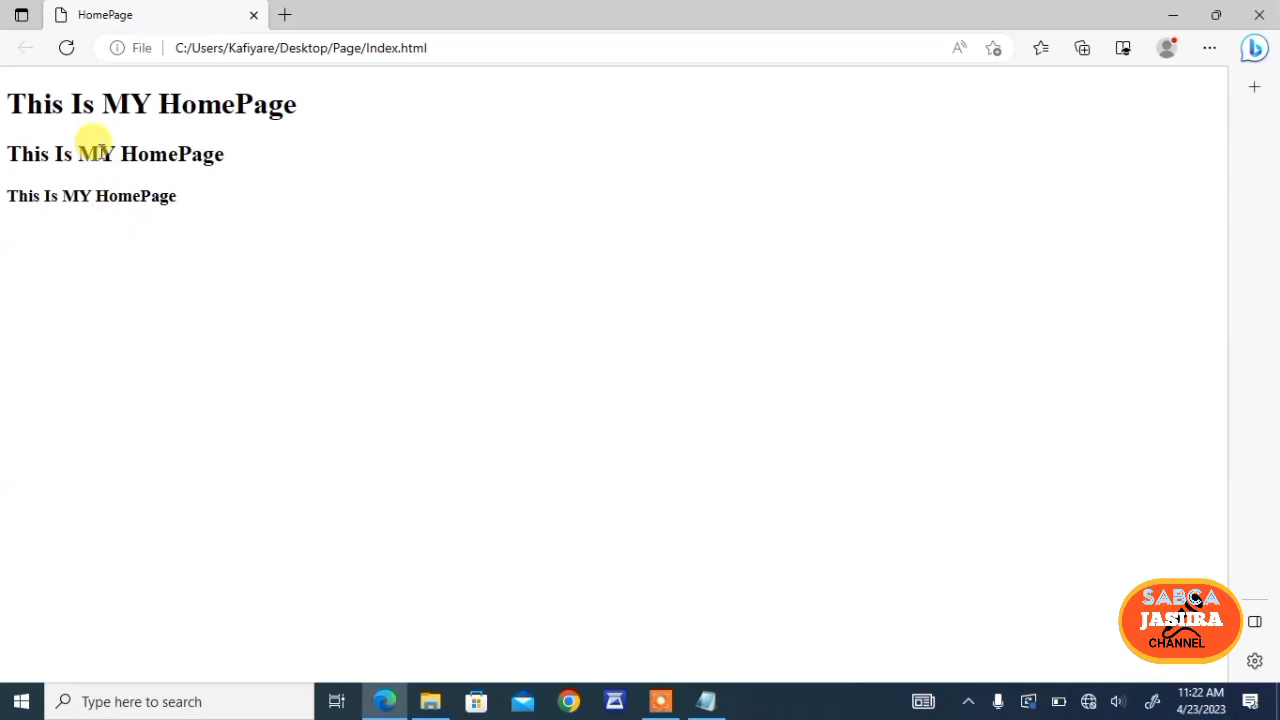 HomePage
File
C:/Users/Kafiyare/Desktop/Page/Index.html
This Is MY HomePage
This Is MY HomePage
This Is MY HomePage
SABCA
JASIIRA
CHANNEL
Type here to search
11:22 AM
4/23/2023